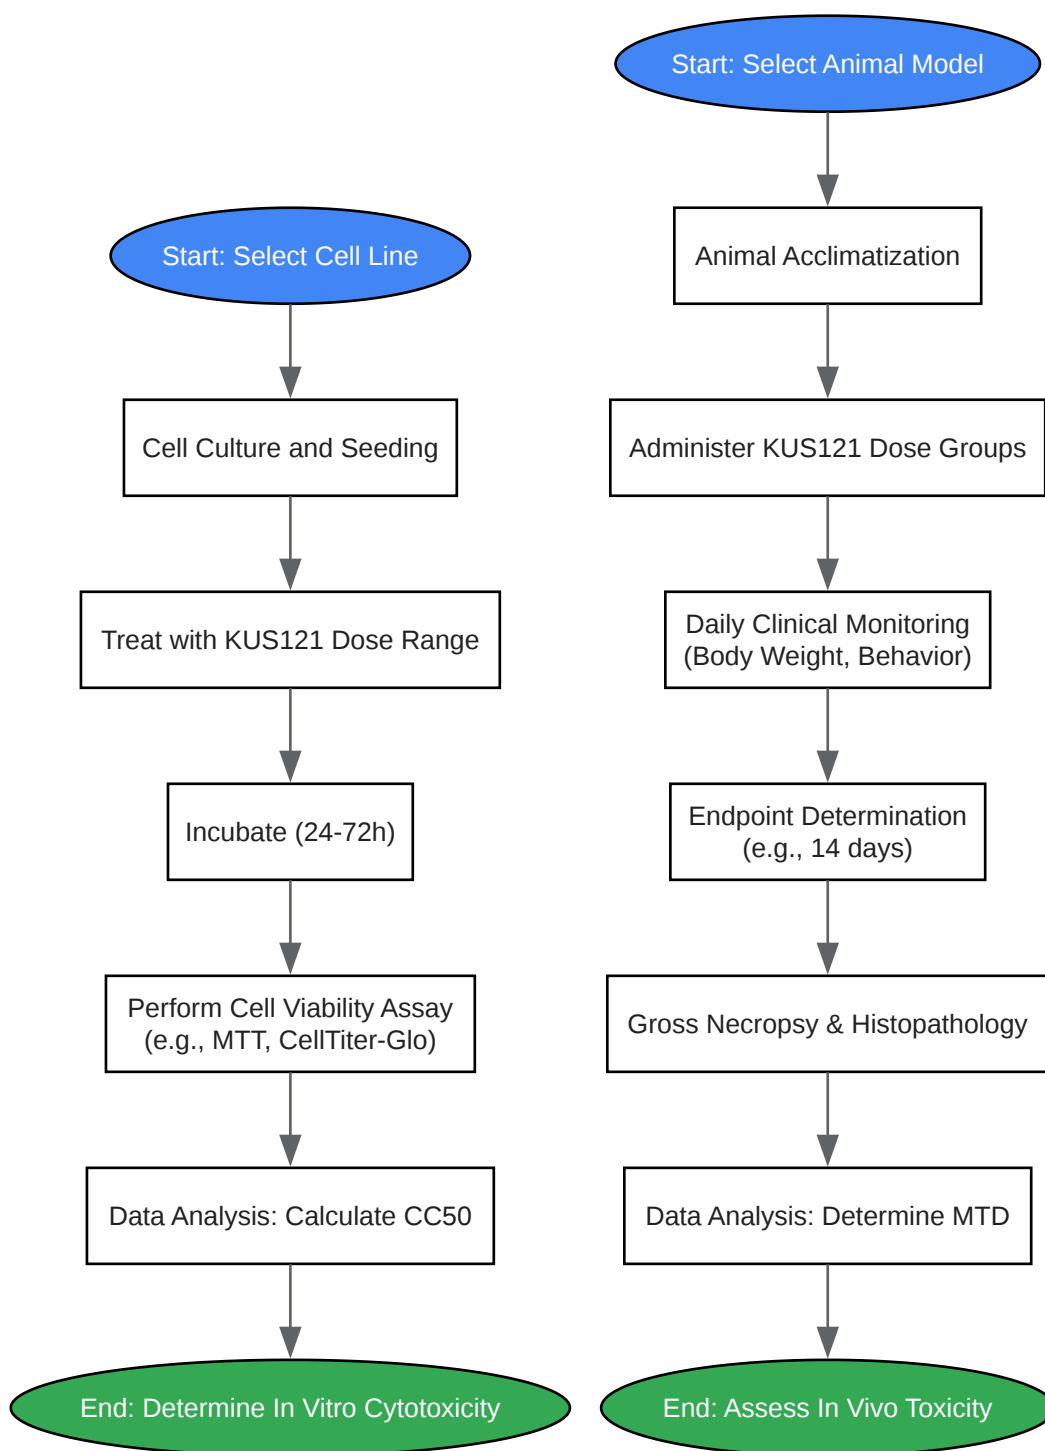 Start: Select Cell Line
Cell Culture and Seeding
Treat with KUS121 Dose Range
Incubate (24-72h)
Perform Cell Viability Assay
(e.g., MTT, CellTiter-Glo)
Data Analysis: Calculate CC50
End: Determine In Vitro Cytotoxicity
Start: Select Animal Model
Animal Acclimatization
Administer KUS121 Dose Groups
Daily Clinical Monitoring
(Body Weight, Behavior)
Endpoint Determination
(e.g., 14 days)
Gross Necropsy & Histopathology
Data Analysis: Determine MTD
End: Assess In Vivo Toxicity